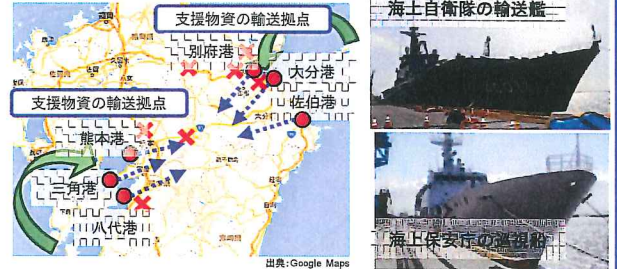 支援物資の輸送拠点
別府港
大分港
佐伯港
支援物資の輸送拠点
熊本港
三角港
八代港
出典:Google Maps
海上自衛隊の輸送艦
海上保安庁の巡視船